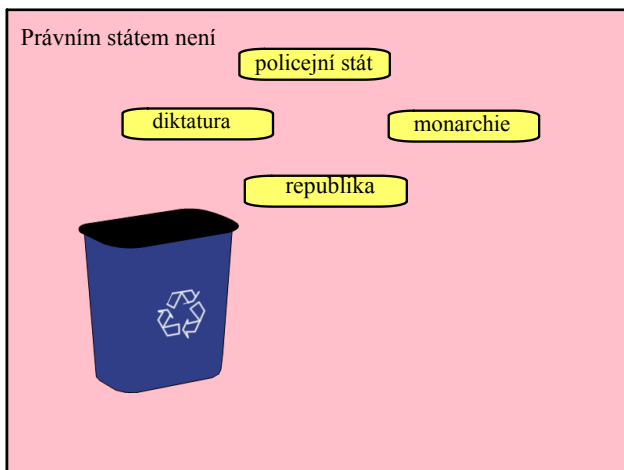 Právním státem není
policejní stát
diktatura
monarchie
republika